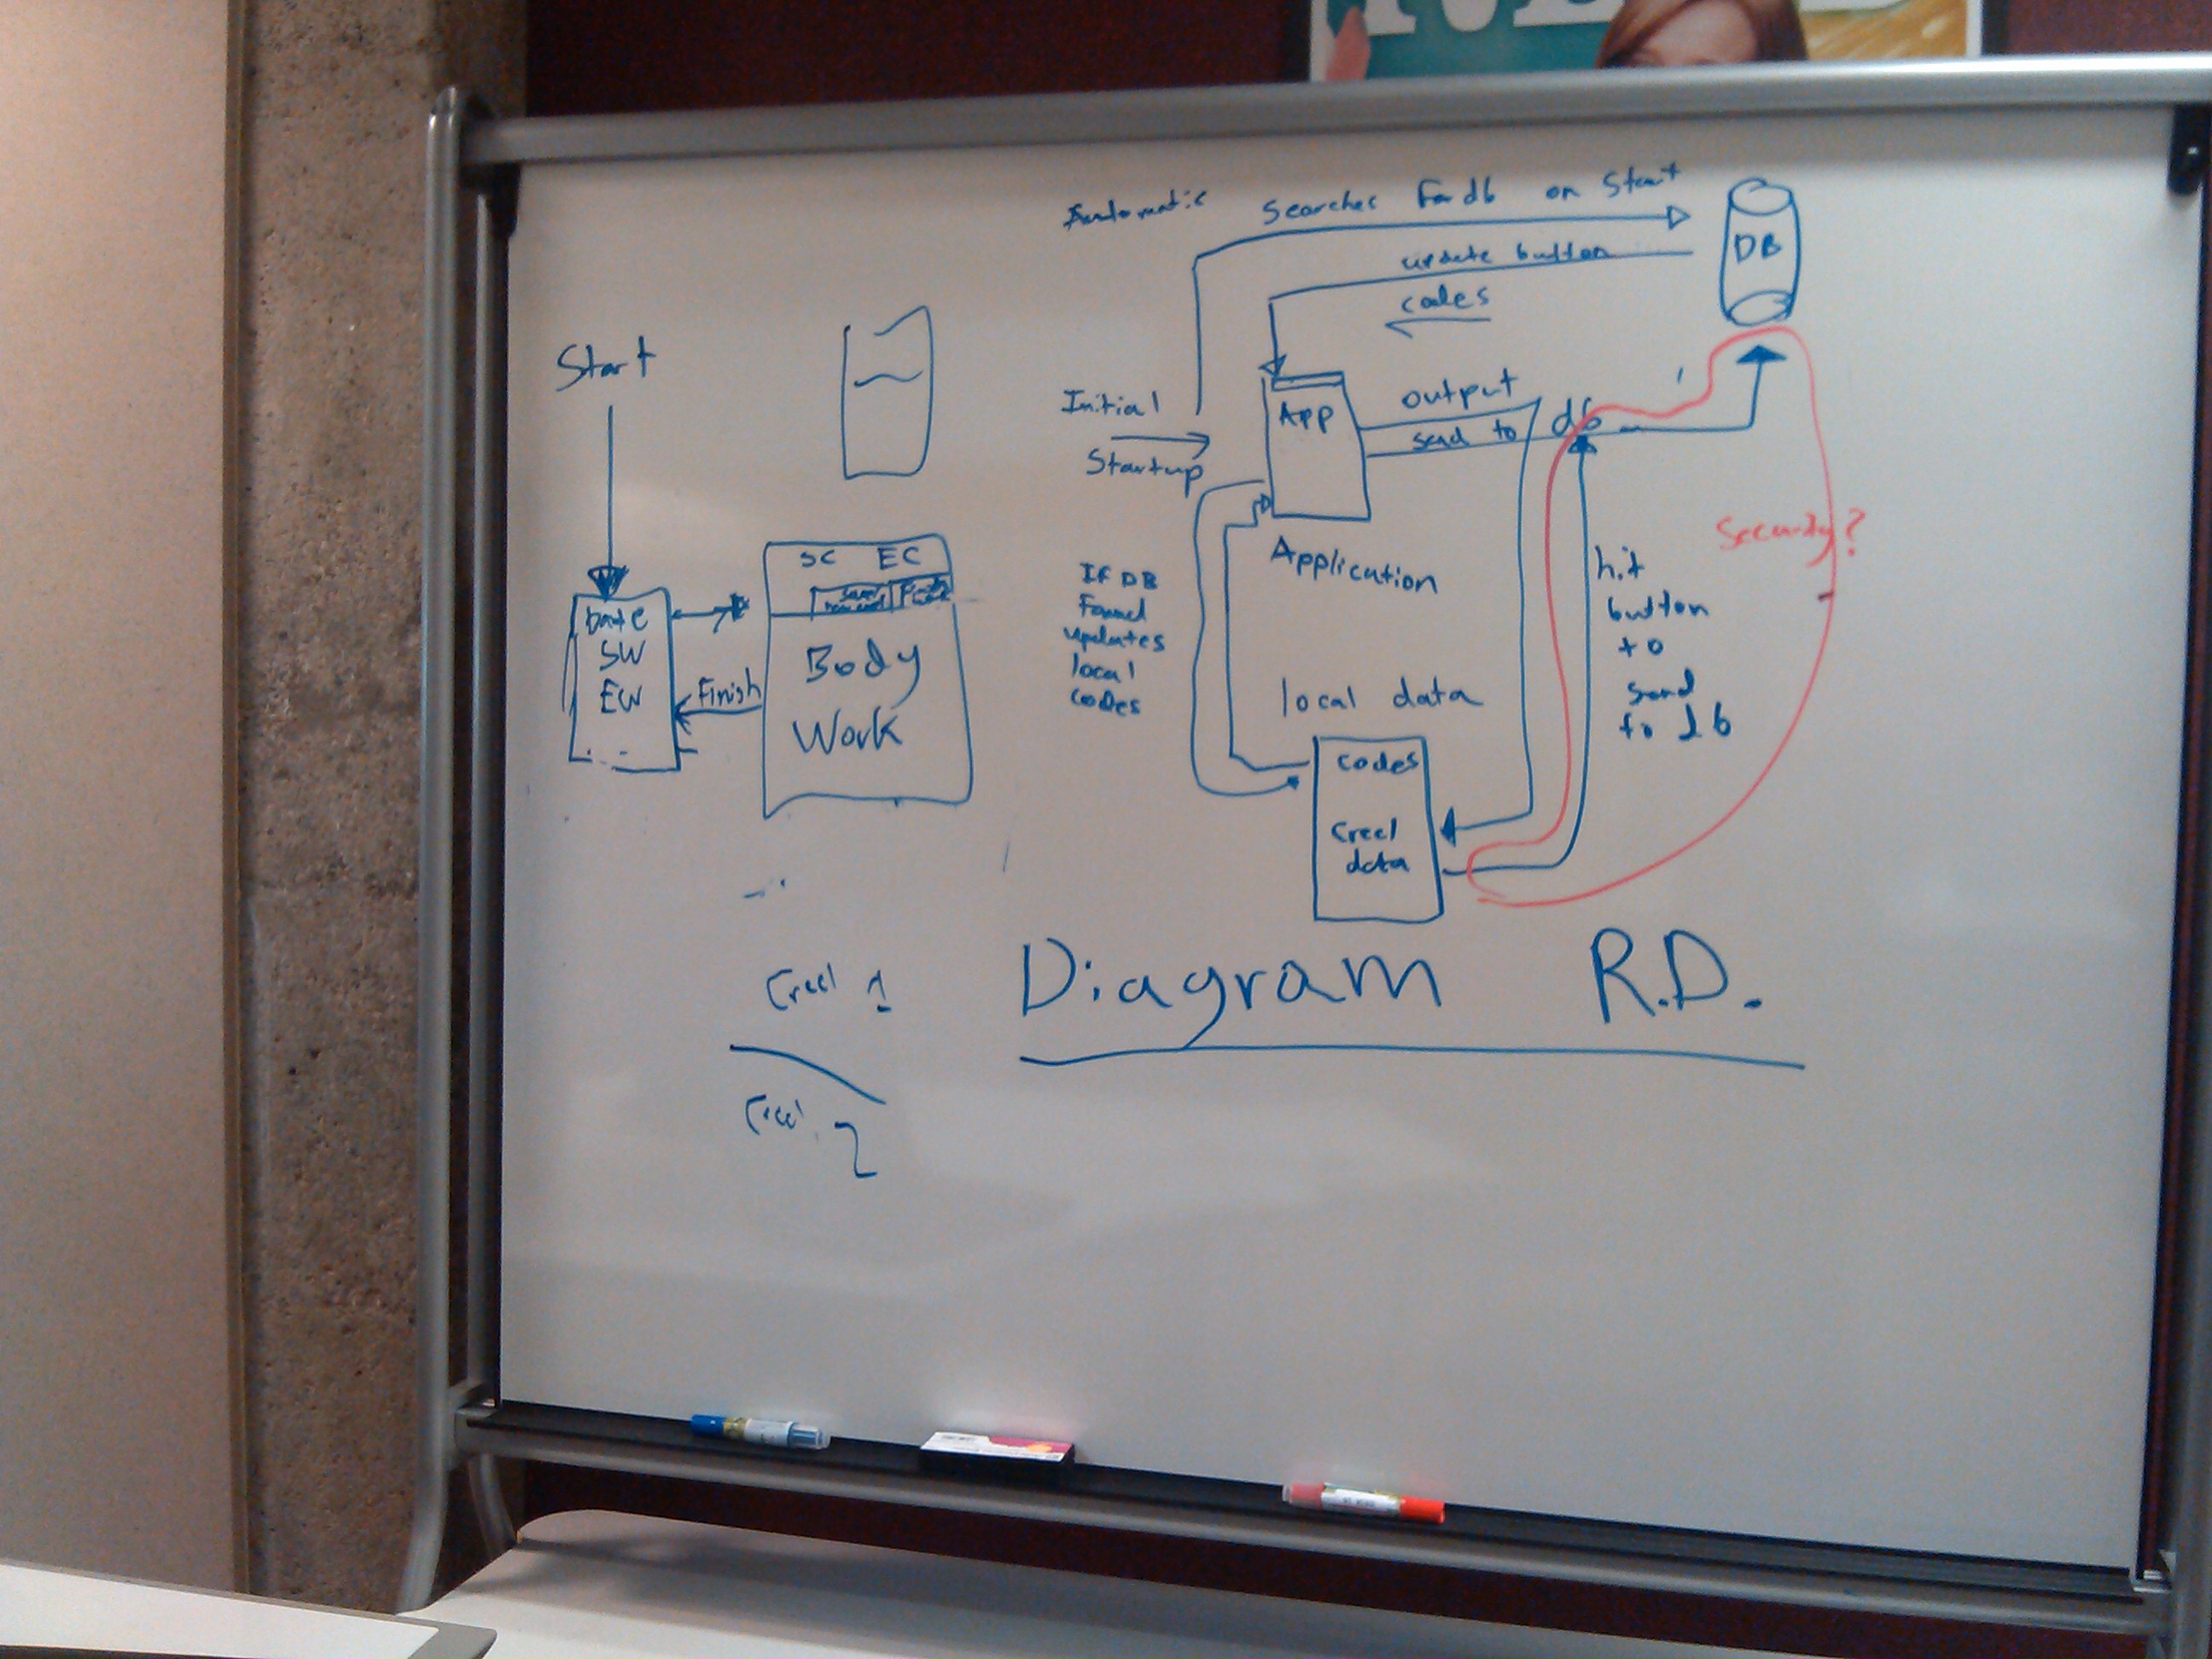 Automatic Searches For db on Start
DB
update button
codes
Start
Initial
Startup
APP
output
send to db
Security?
SC EC
Application
hit
button
to
send
to db
If DB
Found
updates
local
codes
Date
SW
EW
Finish
Body
Work
local data
codes
Creel
data
Diagram R.D.
Creel 1
Creel 2